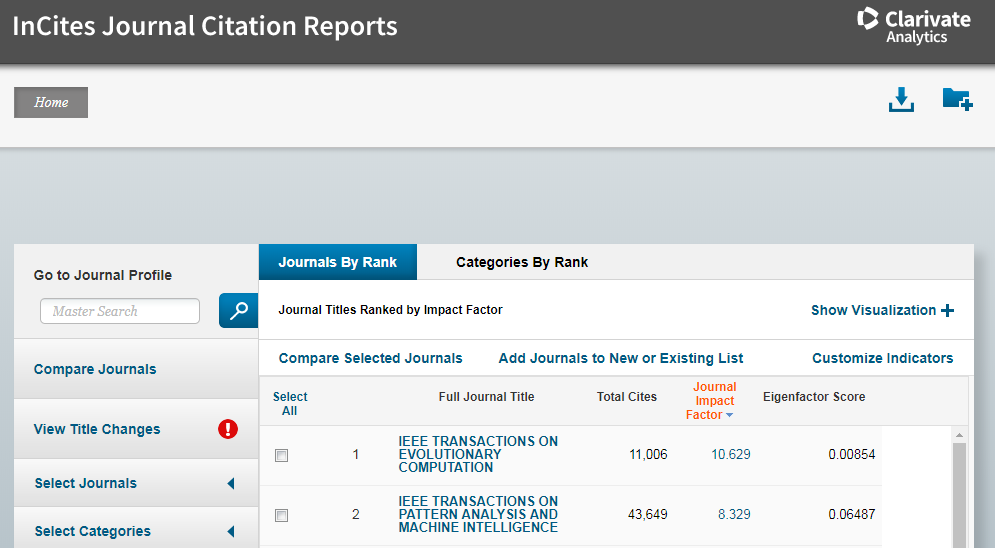 InCites Journal Citation Reports
Clarivate
Analytics
Home
Go to Journal Profile
Master Search
Compare Journals
View Title Changes
Select Journals
Select Categories
Journals By Rank
Categories By Rank
Journal Titles Ranked by Impact Factor
Show Visualization +
Compare Selected Journals
Add Journals to New or Existing List
Customize Indicators
Select
All
Full Journal Title
Total Cites
Journal
Impact
Factor
Eigenfactor Score
1
IEEE TRANSACTIONS ON
EVOLUTIONARY
COMPUTATION
11,006
10.629
0.00854
2
IEEE TRANSACTIONS ON
PATTERN ANALYSIS AND
MACHINE INTELLIGENCE
43,649
8.329
0.06487